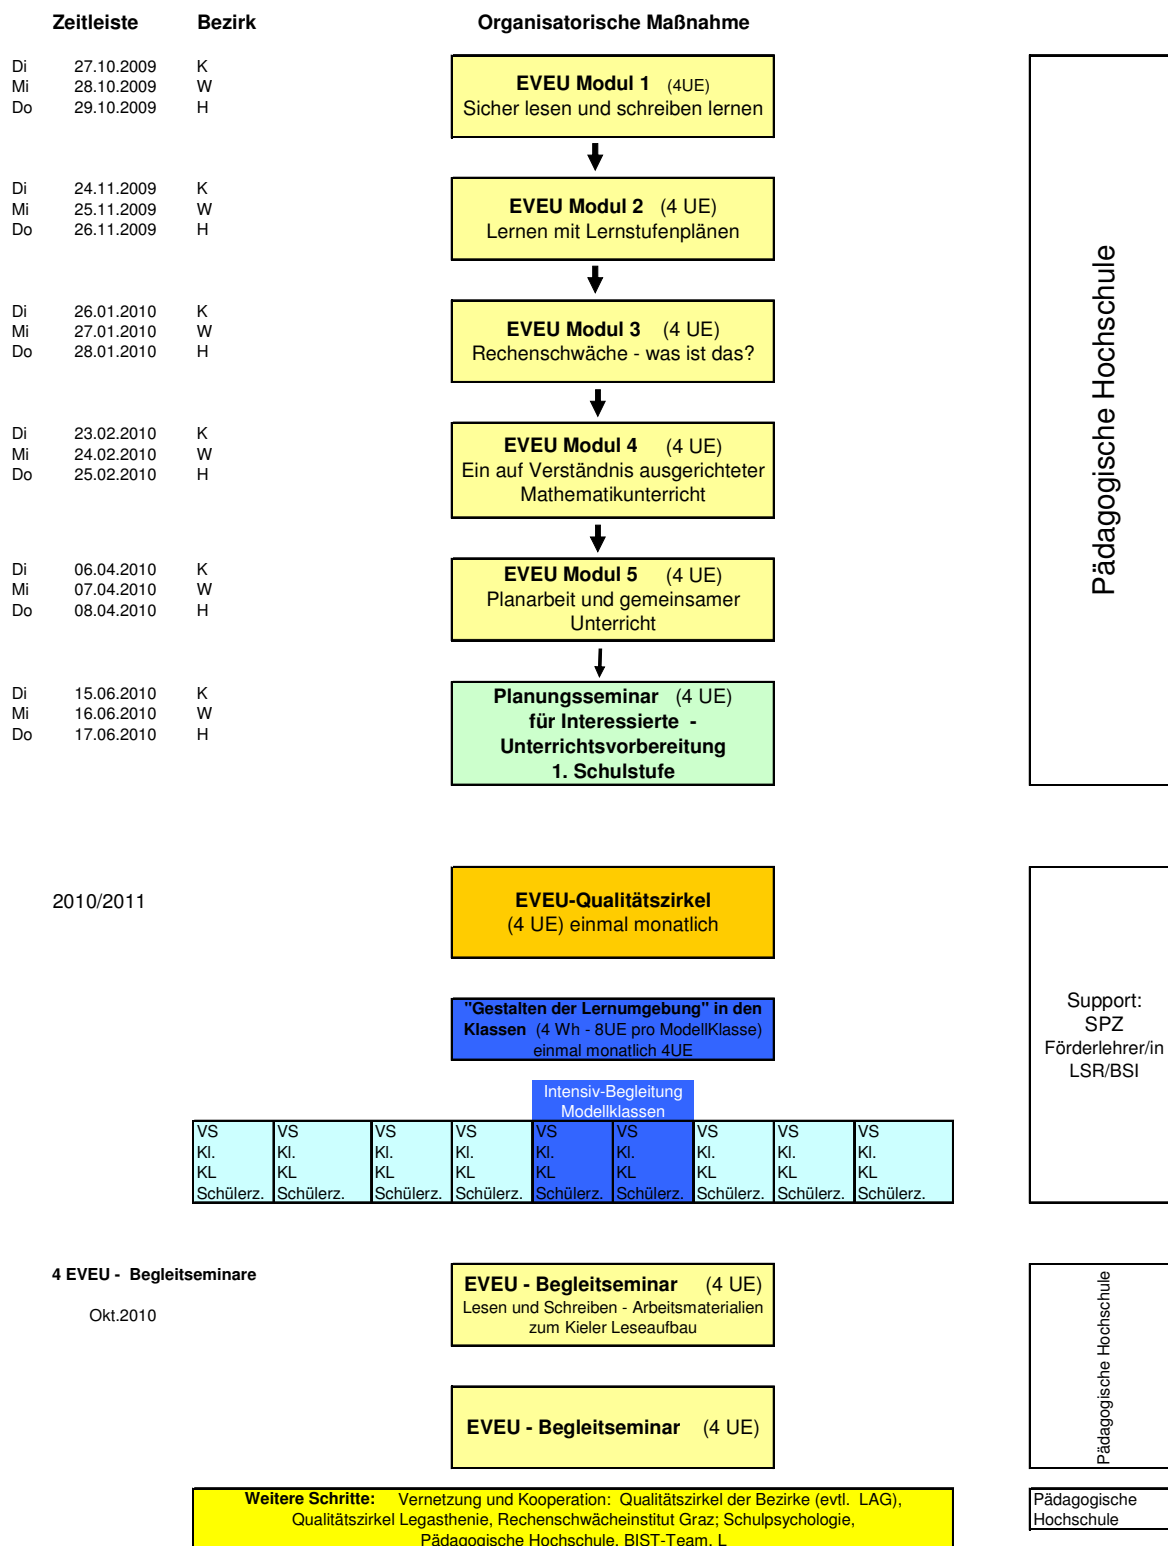 Zeitleiste Bezirk Organisatorische Maßnahme
Di 27.10.2009 K
Mi 28.10.2009 W
Do 29.10.2009 H
EVEU Modul 1 (4UE)
Sicher lesen und schreiben lernen
Di 24.11.2009 K
Mi 25.11.2009 W
Do 26.11.2009 H
EVEU Modul 2 (4 UE)
Lernen mit Lernstufenplänen
Di 26.01.2010 K
Mi 27.01.2010 W
Do 28.01.2010 H
EVEU Modul 3 (4 UE)
Rechenschwäche - was ist das?
Di 23.02.2010 K
Mi 24.02.2010 W
Do 25.02.2010 H
EVEU Modul 4 (4 UE)
Ein auf Verständnis ausgerichteter
Mathematikunterricht
Di 06.04.2010 K
Mi 07.04.2010 W
Do 08.04.2010 H
EVEU Modul 5 (4 UE)
Planarbeit und gemeinsamer
Unterricht
Di 15.06.2010 K
Mi 16.06.2010 W
Do 17.06.2010 H
Planungsseminar (4 UE)
für Interessierte -
Unterrichtsvorbereitung
1. Schulstufe
Pädagogische Hochschule
2010/2011
EVEU-Qualitätszirkel
(4 UE) einmal monatlich
"Gestalten der Lernumgebung" in den
Klassen (4 Wh - 8UE pro ModellKlasse)
einmal monatlich 4UE
Intensiv-Begleitung
Modellklassen
VS VS VS VS VS VS VS VS VS
Kl. Kl. Kl. Kl. Kl. Kl. Kl. Kl. Kl.
KL KL KL KL KL KL KL KL KL
Schülerz. Schülerz. Schülerz. Schülerz. Schülerz. Schülerz. Schülerz. Schülerz. Schülerz.
Support:
SPZ
Förderlehrer/in
LSR/BSI
4 EVEU - Begleitseminare
Okt.2010
EVEU - Begleitseminar (4 UE)
Lesen und Schreiben - Arbeitsmaterialien
zum Kieler Leseaufbau
EVEU - Begleitseminar (4 UE)
Pädagogische Hochschule
Weitere Schritte: Vernetzung und Kooperation: Qualitätszirkel der Bezirke (evtl. LAG),
Qualitätszirkel Legasthenie, Rechenschwächeinstitut Graz; Schulpsychologie,
Pädagogische Hochschule, BIST-Team, L
Pädagogische
Hochschule